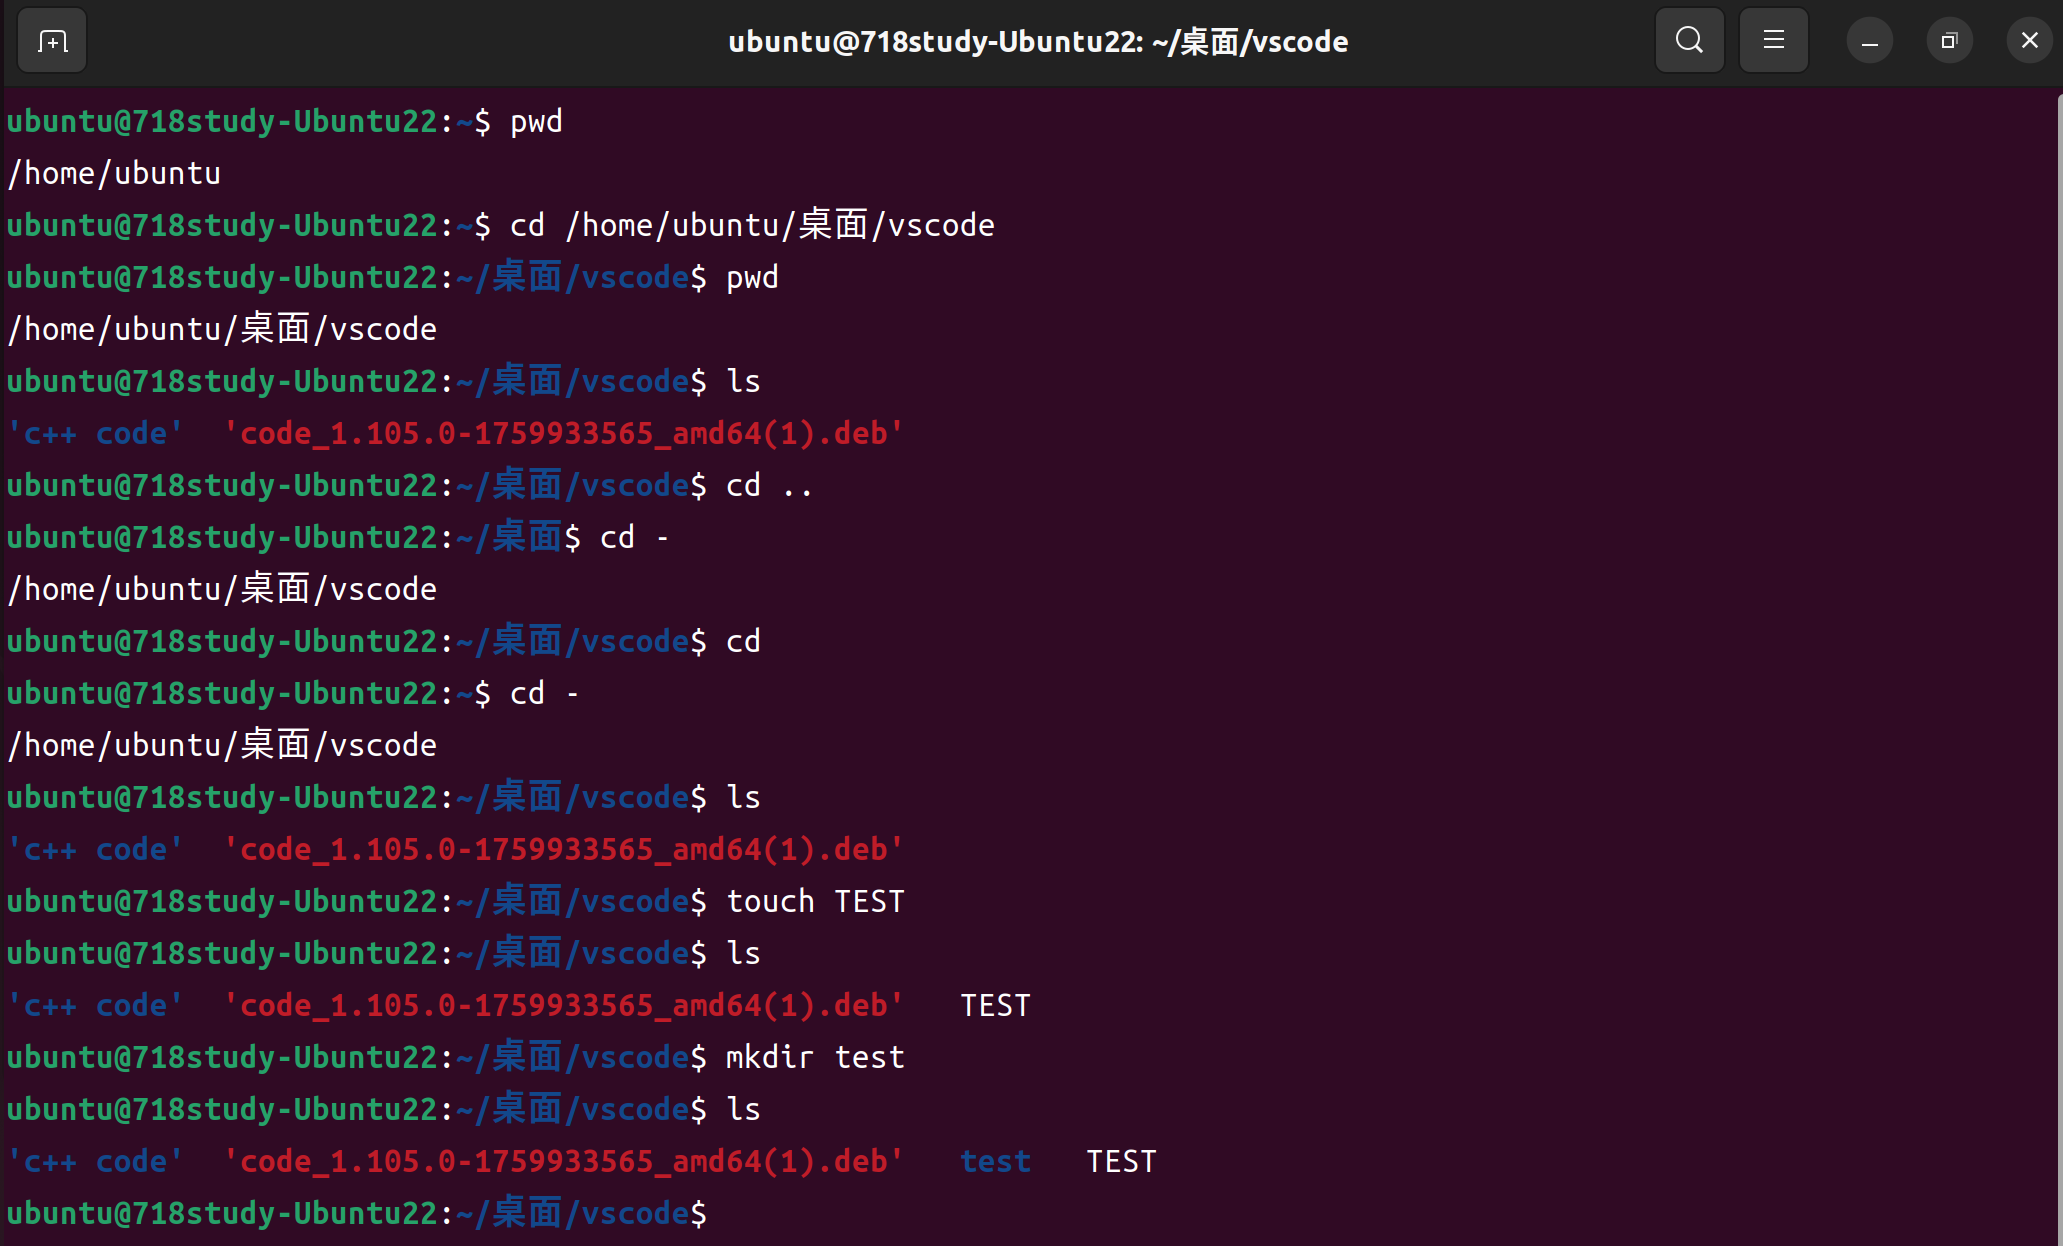 ubuntu@718study-Ubuntu22: ~/桌面/vscode
ubuntu@718study-Ubuntu22:~$ pwd
/home/ubuntu
ubuntu@718study-Ubuntu22:~$ cd /home/ubuntu/桌面/vscode
ubuntu@718study-Ubuntu22:~/桌面/vscode$ pwd
/home/ubuntu/桌面/vscode
ubuntu@718study-Ubuntu22:~/桌面/vscode$ ls
'c++ code'  'code_1.105.0-1759933565_amd64(1).deb'
ubuntu@718study-Ubuntu22:~/桌面/vscode$ cd ..
ubuntu@718study-Ubuntu22:~/桌面$ cd -
/home/ubuntu/桌面/vscode
ubuntu@718study-Ubuntu22:~/桌面/vscode$ cd
ubuntu@718study-Ubuntu22:~$ cd -
/home/ubuntu/桌面/vscode
ubuntu@718study-Ubuntu22:~/桌面/vscode$ ls
'c++ code'  'code_1.105.0-1759933565_amd64(1).deb'
ubuntu@718study-Ubuntu22:~/桌面/vscode$ touch TEST
ubuntu@718study-Ubuntu22:~/桌面/vscode$ ls
'c++ code'  'code_1.105.0-1759933565_amd64(1).deb'   TEST
ubuntu@718study-Ubuntu22:~/桌面/vscode$ mkdir test
ubuntu@718study-Ubuntu22:~/桌面/vscode$ ls
'c++ code'  'code_1.105.0-1759933565_amd64(1).deb'   test   TEST
ubuntu@718study-Ubuntu22:~/桌面/vscode$